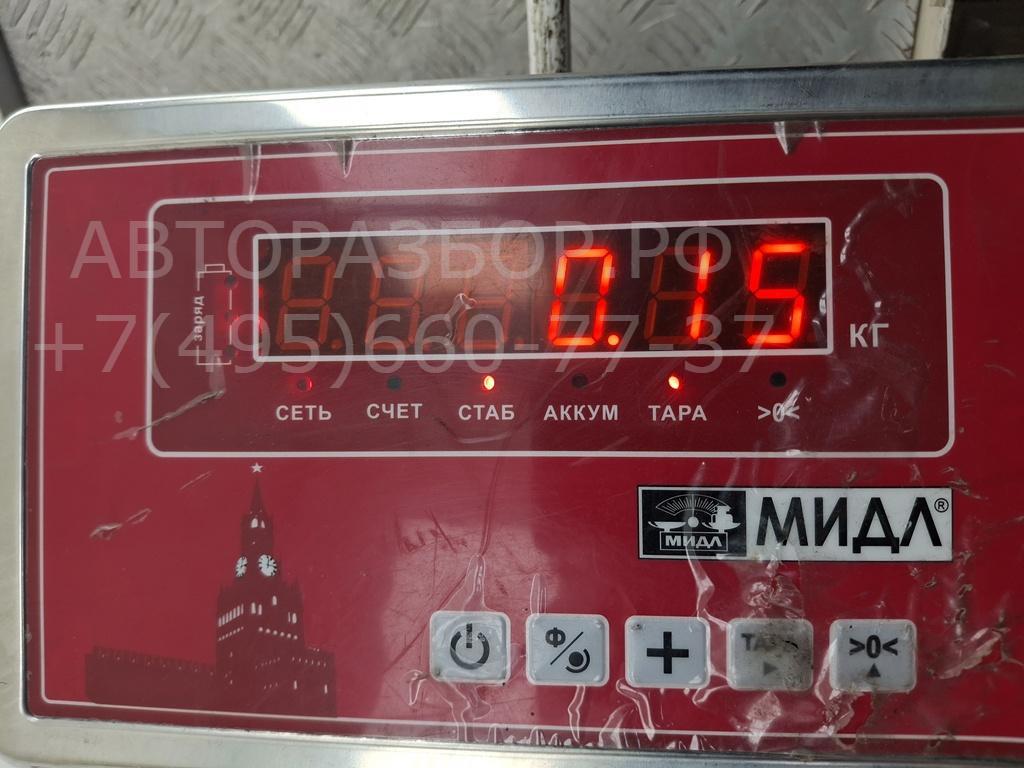 АВТОРАЗБОР.РФ
+7(495)660-77-37
заряд
0.15
КГ
СЕТЬ СЧЕТ СТАБ АККУМ ТАРА >0<
МИДЛ МИДЛ®
Ф + >0<